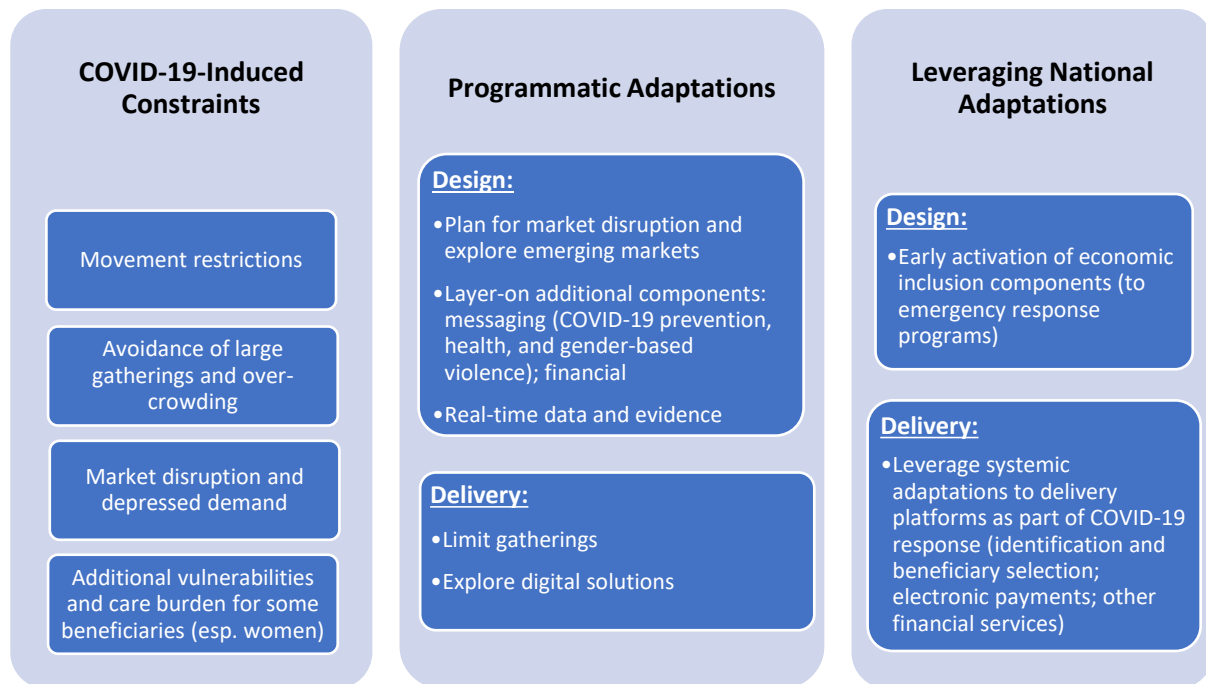 COVID-19-Induced
Constraints
Movement restrictions
Avoidance of large
gatherings and over-
crowding
Market disruption and
depressed demand
Additional vulnerabilities
and care burden for some
beneficiaries (esp. women)
Programmatic Adaptations
Design:
•Plan for market disruption and
explore emerging markets
•Layer-on additional components:
messaging (COVID-19 prevention,
health, and gender-based
violence); financial
•Real-time data and evidence
Delivery:
•Limit gatherings
•Explore digital solutions
Leveraging National
Adaptations
Design:
•Early activation of economic
inclusion components (to
emergency response
programs)
Delivery:
•Leverage systemic
adaptations to delivery
platforms as part of COVID-19
response (identification and
beneficiary selection;
electronic payments; other
financial services)